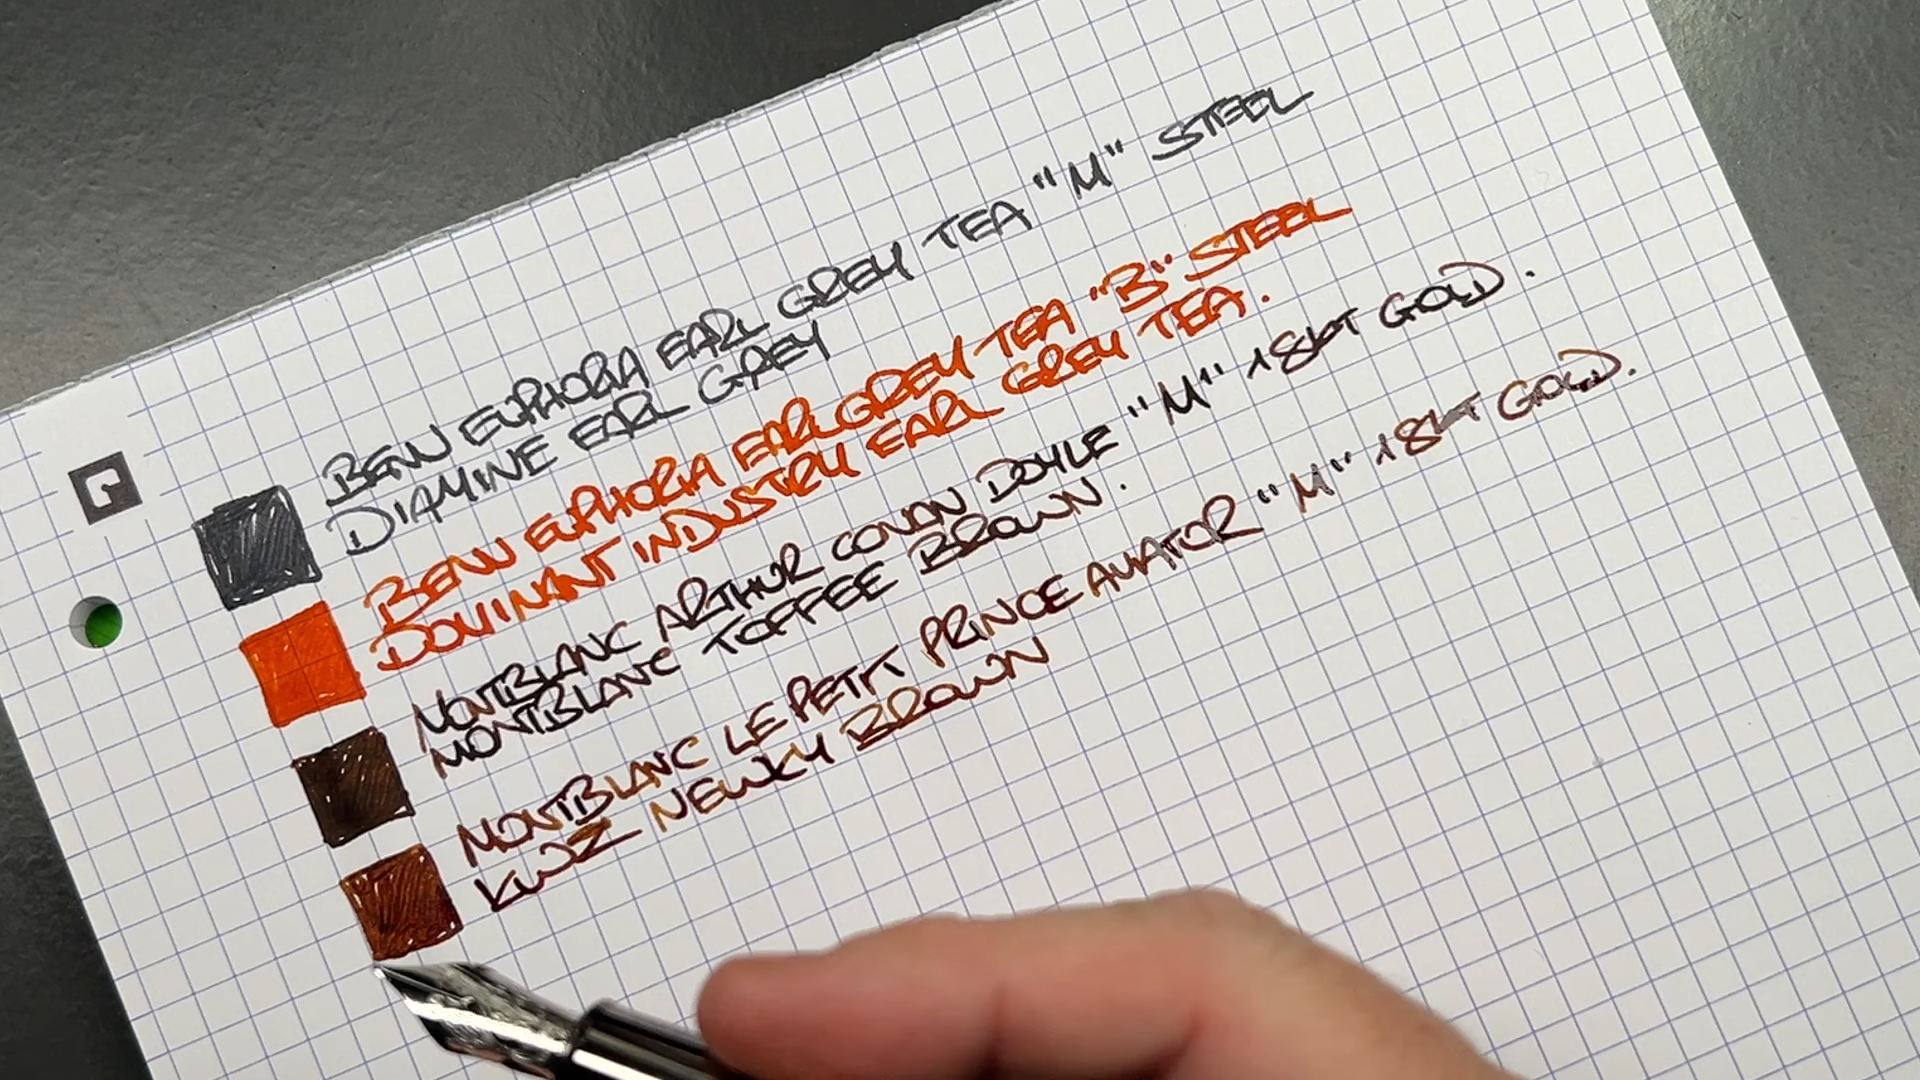 BENU EUPHORIA EARL GREY TEA "M" STEEL
DIAMINE EARL GREY
BENU EUPHORIA EARL GREY TEA "B" STEEL
DOMINANT INDUSTRY EARL GREY TEA.
MONTBLANC ARTHUR CONAN DOYLE "M" 18KT GOLD.
MONTBLANC TOFFEE BROWN.
MONTBLANC LE PETIT PRINCE AVIATOR "M" 18KT GOLD.
KWZ BROWN